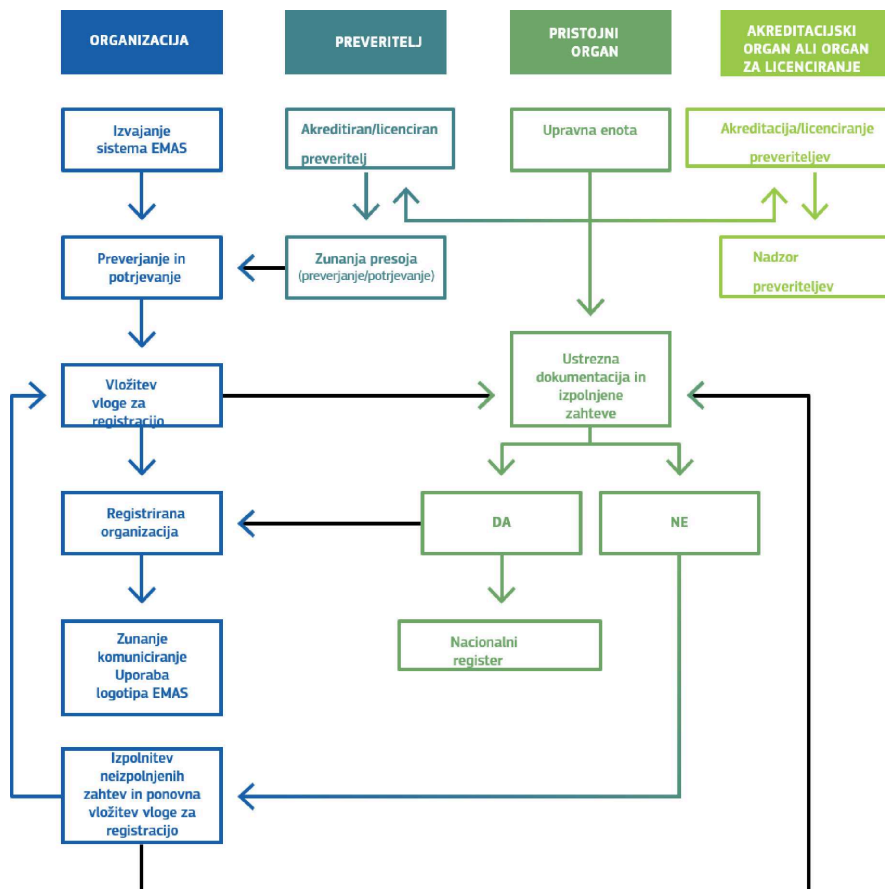 ORGANIZACIJA
PREVERITELJ
PRISTOJNI
ORGAN
AKREDITACIJSKI
ORGAN ALI ORGAN
ZA LICENCIRANJE
Izvajanje
sistema EMAS
Akreditiran/licenciran
preveritelj
Upravna enota
Akreditacija/licenciranje
preveriteljev
Preverjanje in
potrjevanje
Zunanja presoja
(preverjanje/potrjevanje)
Nadzor
preveriteljev
Vložitev
vloge za
registracijo
Ustrezna
dokumentacija in
izpolnjene
zahteve
Registrirana
organizacija
DA
NE
Zunanje
komuniciranje
Uporaba
logotipa EMAS
Nacionalni
register
Izpolnitev
neizpolnjenih
zahtev in ponovna
vložitev vloge za
registracijo